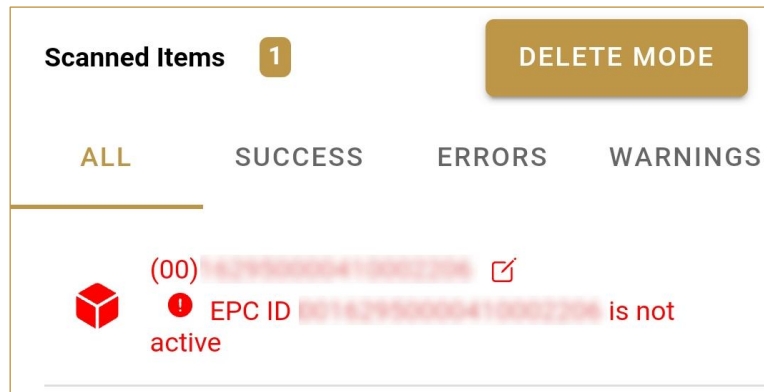 Scanned Items 1
DELETE MODE
ALL SUCCESS ERRORS WARNINGS
(00)
EPC ID is not
active